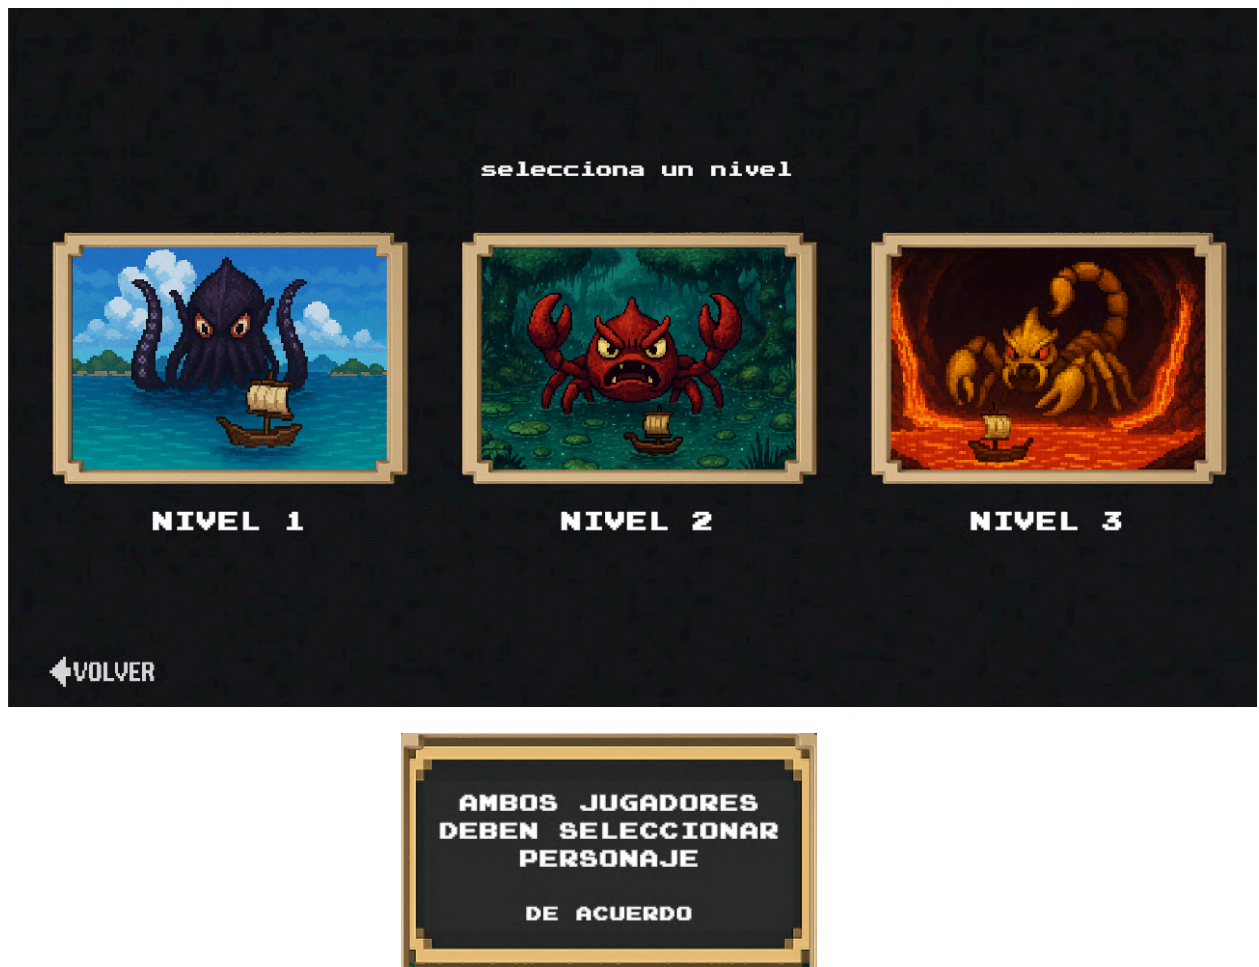 selecciona un nivel
NIVEL 1
NIVEL 2
NIVEL 3
VOLVER
AMBOS JUGADORES
DEBEN SELECCIONAR
PERSONAJE
DE ACUERDO